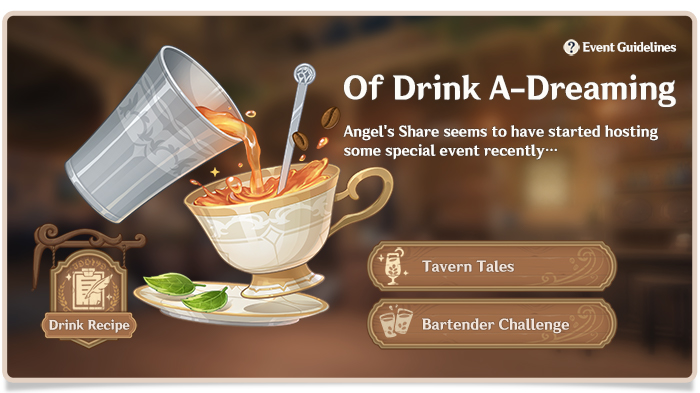 Event Guidelines
Of Drink A-Dreaming
Angel's Share seems to have started hosting
some special event recently···
Tavern Tales
Drink Recipe
Bartender Challenge